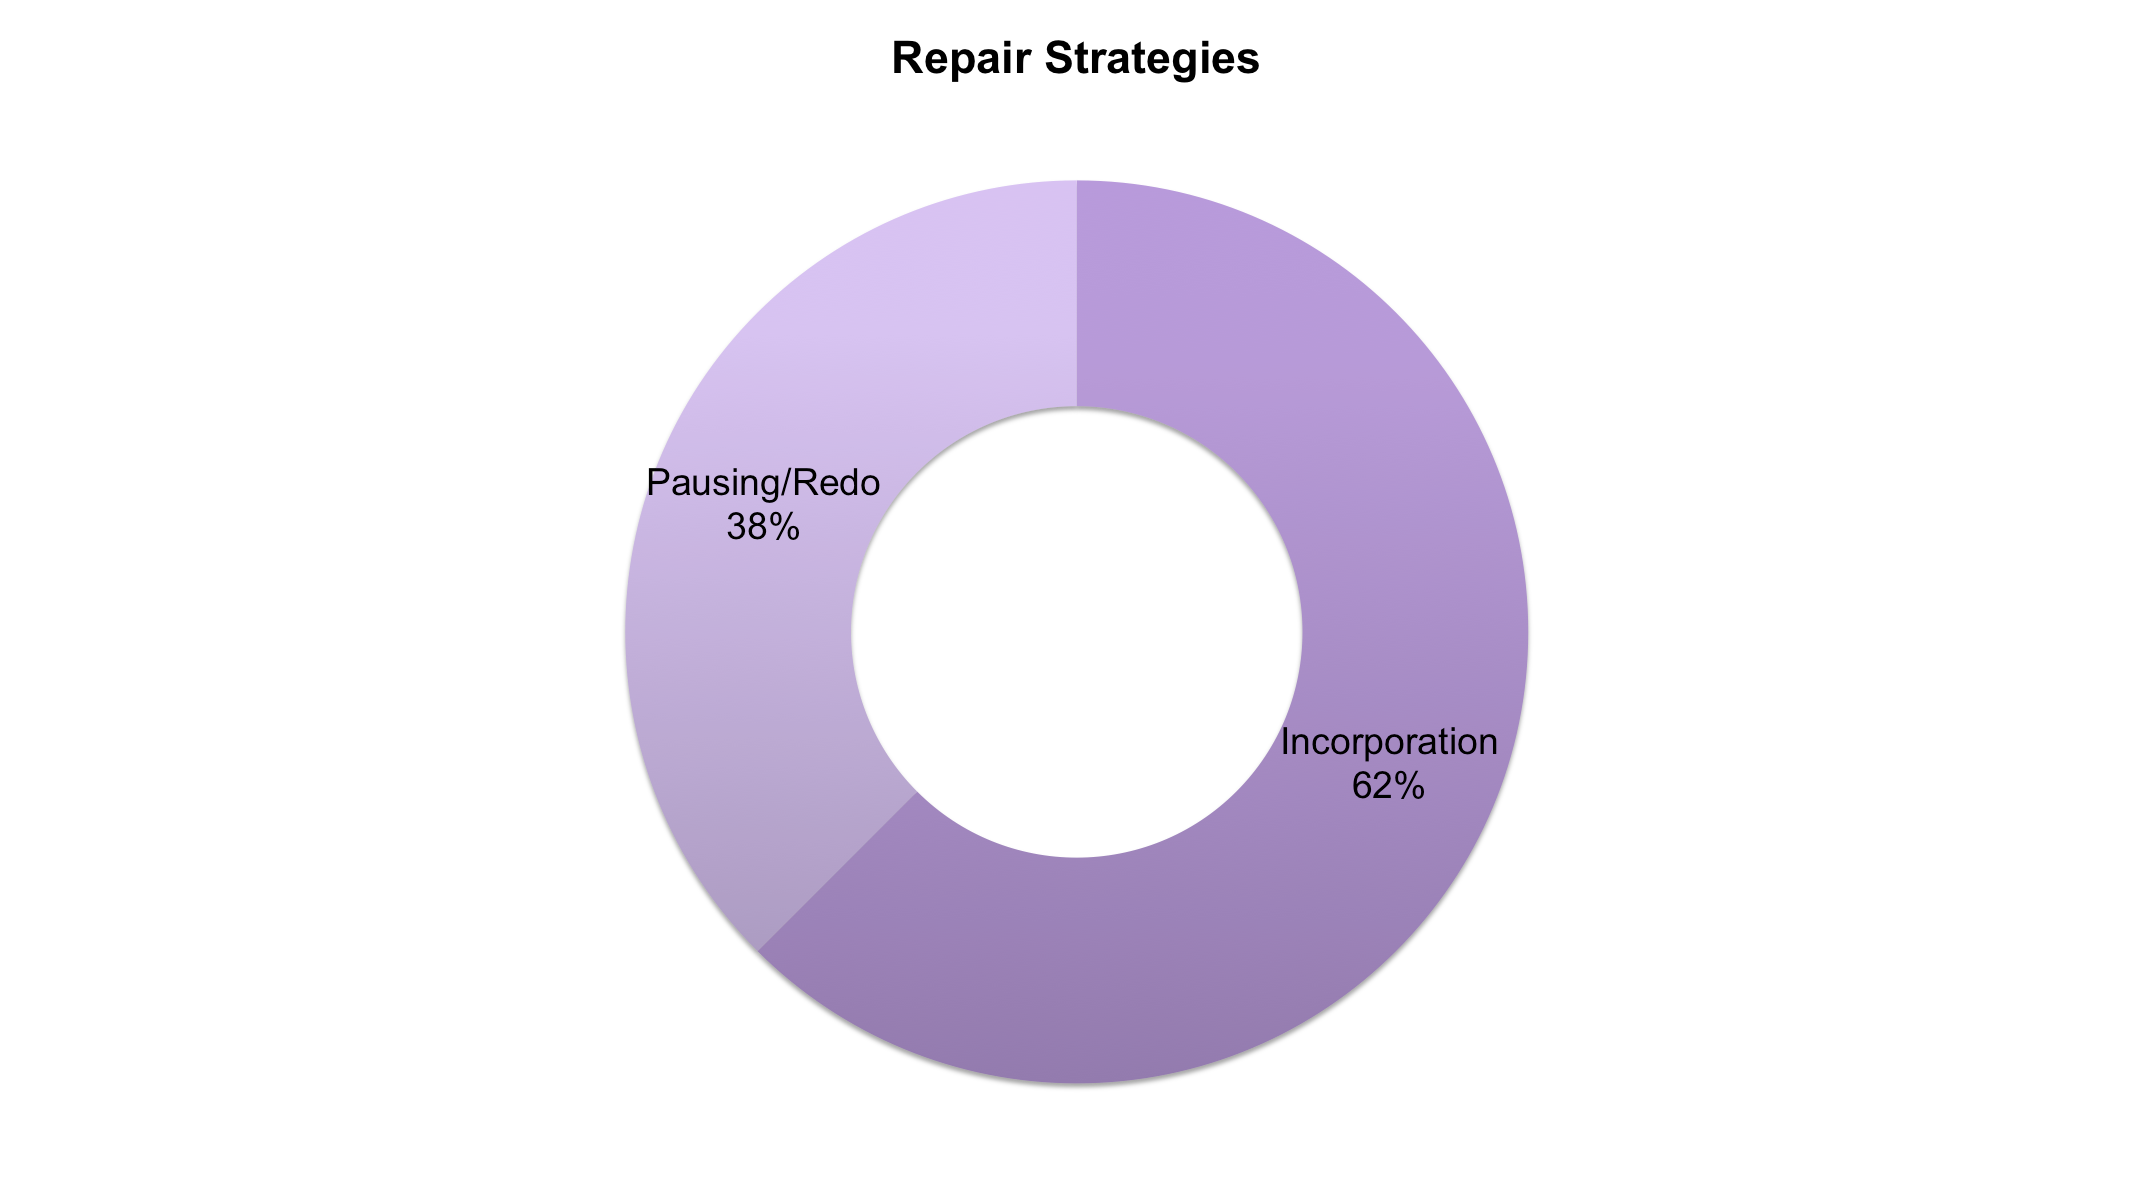 Repair Strategies
Pausing/Redo
38%
Incorporation
62%